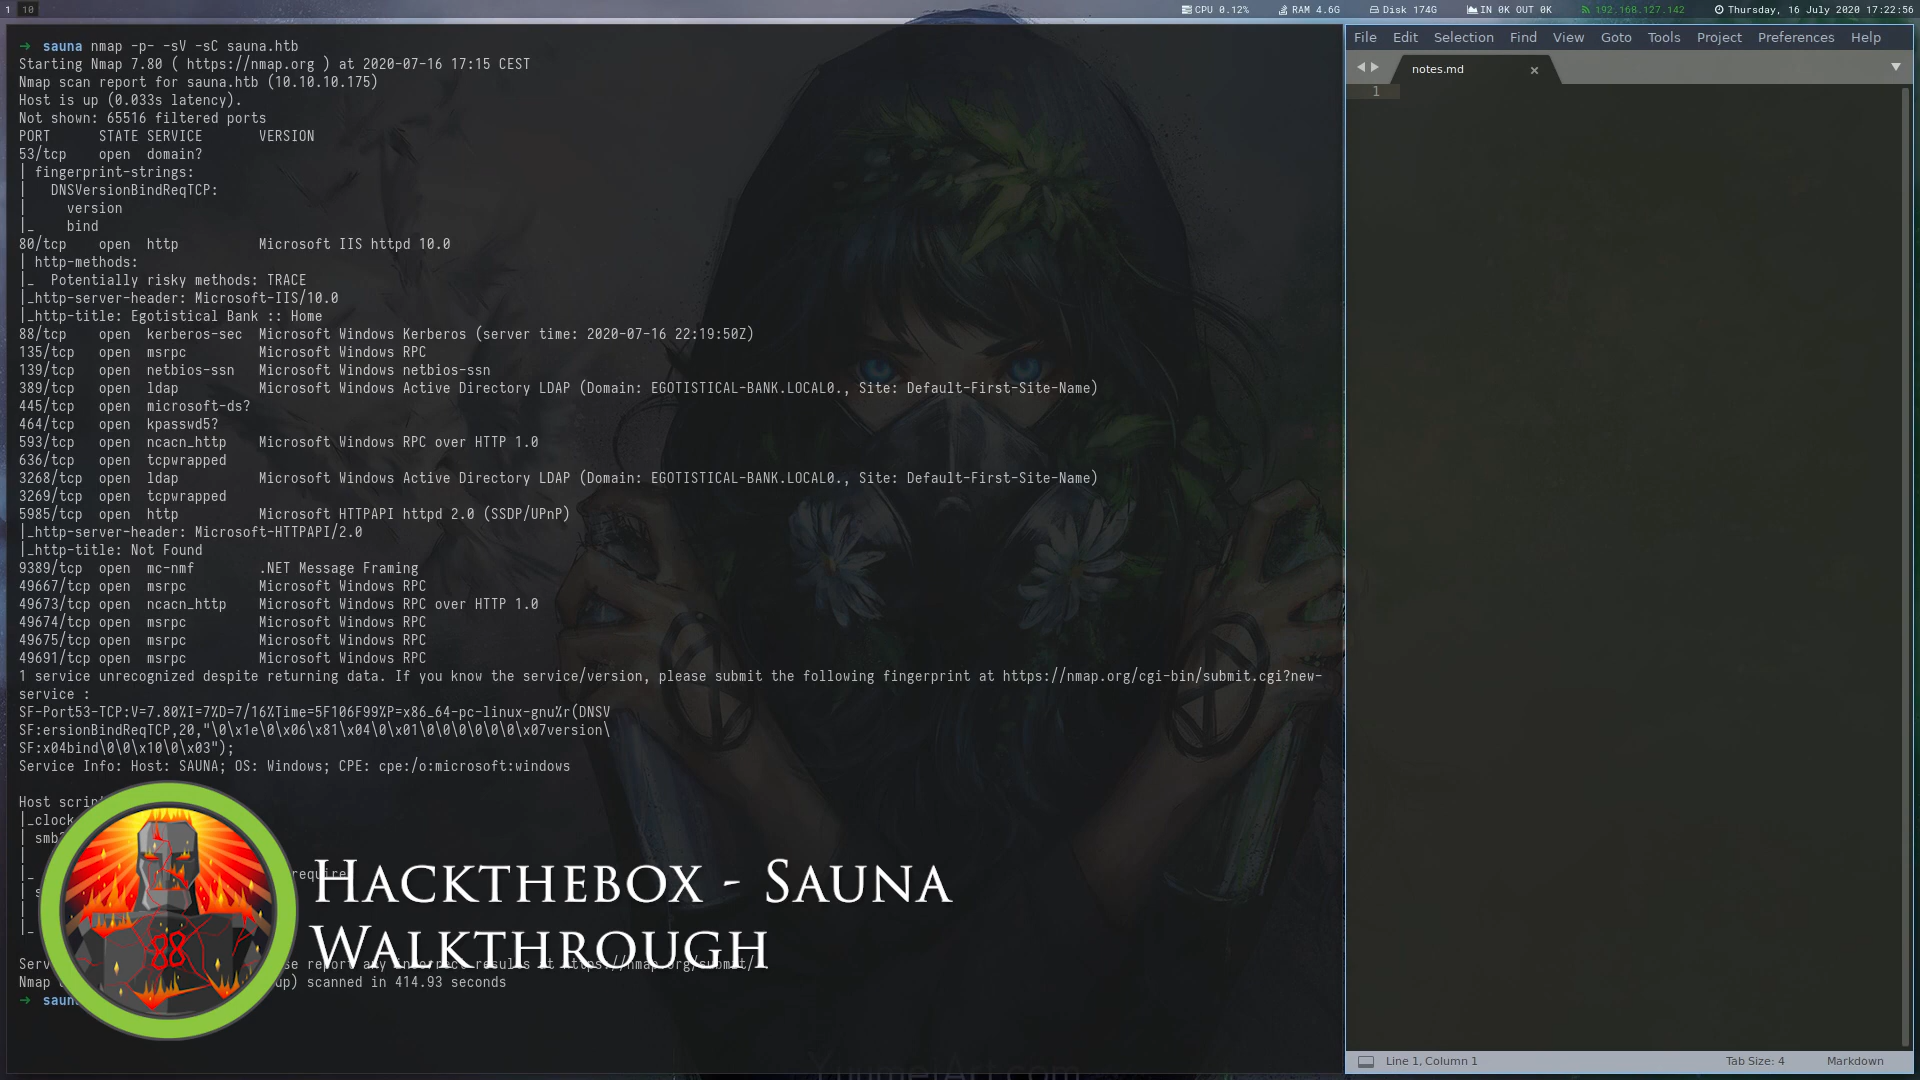 1 10
CPU 0.12% RAM 4.6G Disk 174G IN 0K OUT 0K 192.168.127.142 Thursday, 16 July 2020 17:22:56
→ sauna nmap -p- -sV -sC sauna.htb
Starting Nmap 7.80 ( https://nmap.org ) at 2020-07-16 17:15 CEST
Nmap scan report for sauna.htb (10.10.10.175)
Host is up (0.033s latency).
Not shown: 65516 filtered ports
PORT      STATE SERVICE       VERSION
53/tcp    open  domain?
| fingerprint-strings:
|   DNSVersionBindReqTCP:
|     version
|_    bind
80/tcp    open  http          Microsoft IIS httpd 10.0
| http-methods:
|_  Potentially risky methods: TRACE
|_http-server-header: Microsoft-IIS/10.0
|_http-title: Egotistical Bank :: Home
88/tcp    open  kerberos-sec  Microsoft Windows Kerberos (server time: 2020-07-16 22:19:50Z)
135/tcp   open  msrpc         Microsoft Windows RPC
139/tcp   open  netbios-ssn   Microsoft Windows netbios-ssn
389/tcp   open  ldap          Microsoft Windows Active Directory LDAP (Domain: EGOTISTICAL-BANK.LOCAL0., Site: Default-First-Site-Name)
445/tcp   open  microsoft-ds?
464/tcp   open  kpasswd5?
593/tcp   open  ncacn_http    Microsoft Windows RPC over HTTP 1.0
636/tcp   open  tcpwrapped
3268/tcp  open  ldap          Microsoft Windows Active Directory LDAP (Domain: EGOTISTICAL-BANK.LOCAL0., Site: Default-First-Site-Name)
3269/tcp  open  tcpwrapped
5985/tcp  open  http          Microsoft HTTPAPI httpd 2.0 (SSDP/UPnP)
|_http-server-header: Microsoft-HTTPAPI/2.0
|_http-title: Not Found
9389/tcp  open  mc-nmf        .NET Message Framing
49667/tcp open  msrpc         Microsoft Windows RPC
49673/tcp open  ncacn_http    Microsoft Windows RPC over HTTP 1.0
49674/tcp open  msrpc         Microsoft Windows RPC
49675/tcp open  msrpc         Microsoft Windows RPC
49691/tcp open  msrpc         Microsoft Windows RPC
1 service unrecognized despite returning data. If you know the service/version, please submit the following fingerprint at https://nmap.org/cgi-bin/submit.cgi?new-
service :
SF-Port53-TCP:V=7.80%I=7%D=7/16%Time=5F106F99%P=x86_64-pc-linux-gnu%r(DNSV
SF:ersionBindReqTCP,20,"\0\x1e\0\x06\x81\x04\0\x01\0\0\0\0\0\0\x07version\
SF:x04bind\0\0\x10\0\x03");
Service Info: Host: SAUNA; OS: Windows; CPE: cpe:/o:microsoft:windows
Host
|_clock
| smb
|
|_
|
|
|_
report any incorrect results at https://nmap.org/submit/
Nmap up) scanned in 414.93 seconds
→
88
HACKTHEBOX - SAUNA
WALKTHROUGH
File Edit Selection Find View Goto Tools Project Preferences Help
notes.md ×
1
Line 1, Column 1 Tab Size: 4 Markdown